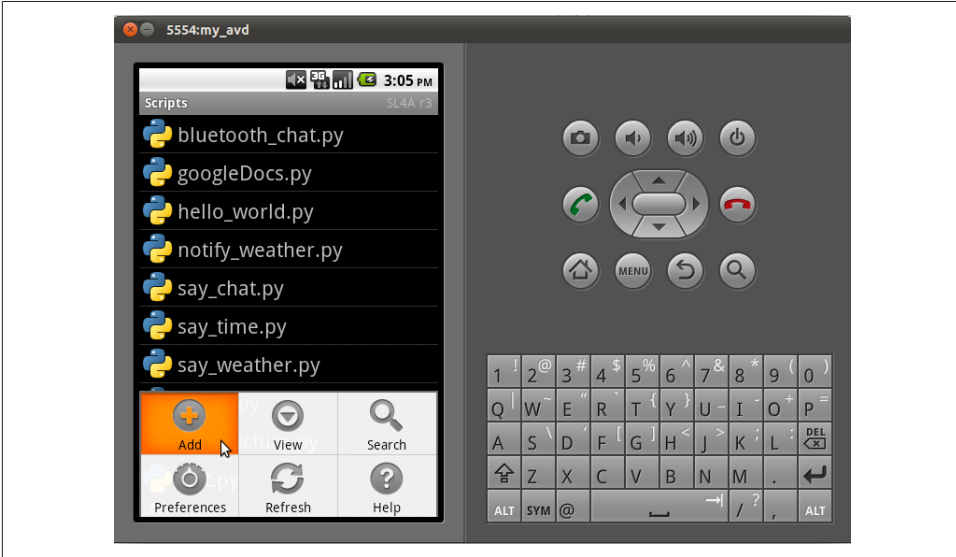 5554:my_avd
3G
3:05 PM
Scripts SL4A r3
bluetooth_chat.py
googleDocs.py
hello_world.py
notify_weather.py
say_chat.py
say_time.py
say_weather.py
Add View Search
Preferences Refresh Help
MENU
1 ! 2 @ 3 # 4 $ 5 % 6 ^ 7 & 8 * 9 ( 0 )
Q | W ~ E “ R ` T { Y } U _ I - O + P =
A S \ D ‘ F [ G ] H < J > K ; L : DEL
Z X C V B N M .
ALT SYM @ / ? , ALT